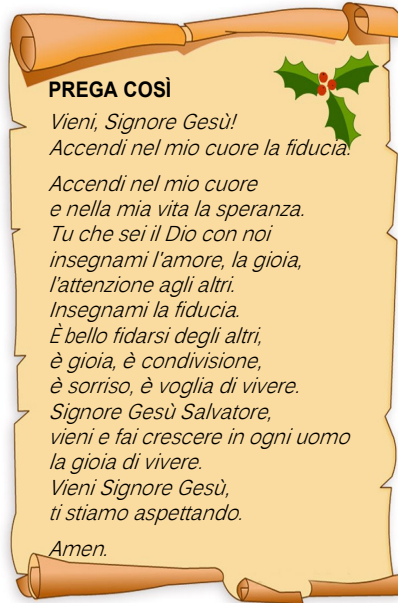 PREGA COSÌ
Vieni, Signore Gesù!
Accendi nel mio cuore la fiducia.
Accendi nel mio cuore
e nella mia vita la speranza.
Tu che sei il Dio con noi
insegnami l'amore, la gioia,
l'attenzione agli altri.
Insegnami la fiducia.
È bello fidarsi degli altri,
è gioia, è condivisione,
è sorriso, è voglia di vivere.
Signore Gesù Salvatore,
vieni e fai crescere in ogni uomo
la gioia di vivere.
Vieni Signore Gesù,
ti stiamo aspettando.
Amen.